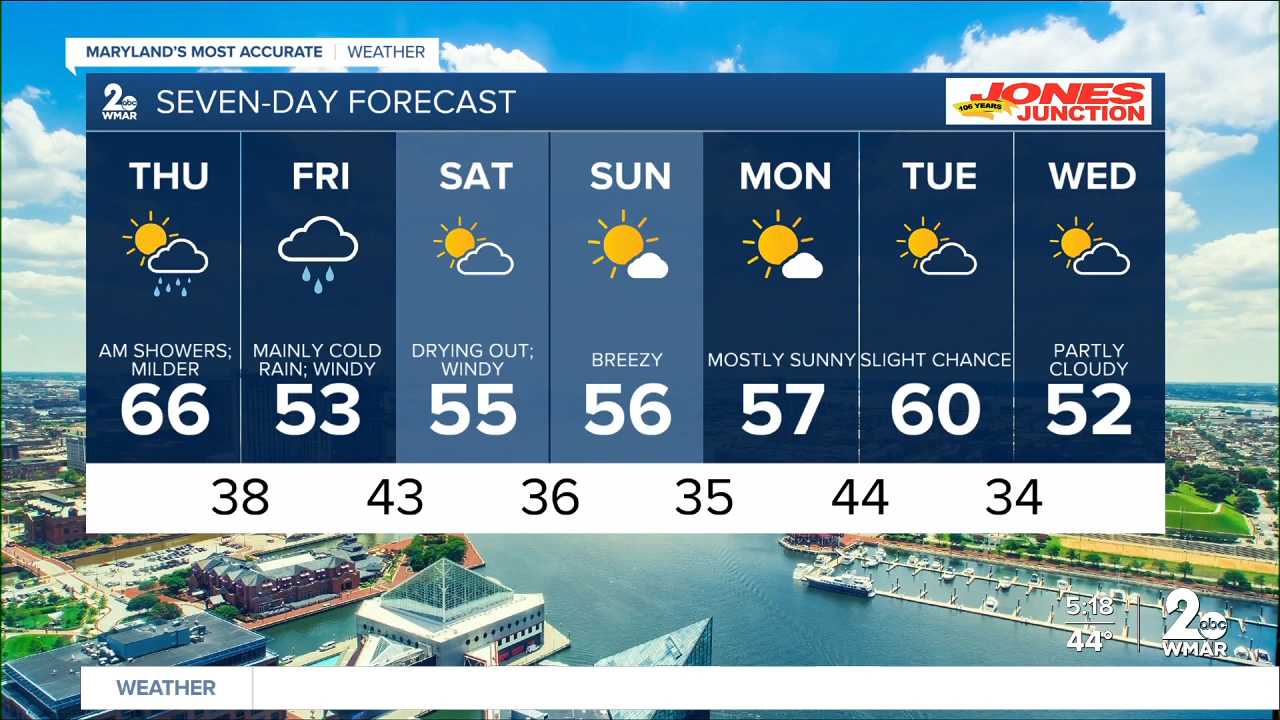 MARYLAND'S MOST ACCURATE | WEATHER
2 abc WMAR
SEVEN-DAY FORECAST
106 YEARS
JONES
JUNCTION
THU FRI SAT SUN MON TUE WED
AM SHOWERS; MILDER
MAINLY COLD RAIN; WINDY
DRYING OUT; WINDY
BREEZY
MOSTLY SUNNY
SLIGHT CHANCE
PARTLY CLOUDY
66 53 55 56 57 60 52
38 43 36 35 44 34
5:18
44°
2 abc
WMAR
WEATHER